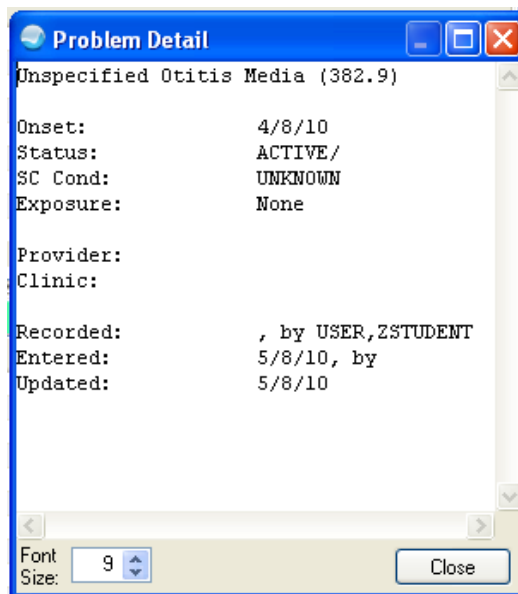 Problem Detail
Unspecified Otitis Media (382.9)
Onset: 4/8/10
Status: ACTIVE/
SC Cond: UNKNOWN
Exposure: None
Provider:
Clinic:
Recorded: , by USER,ZSTUDENT
Entered: 5/8/10, by
Updated: 5/8/10
Font Size: 9
Close